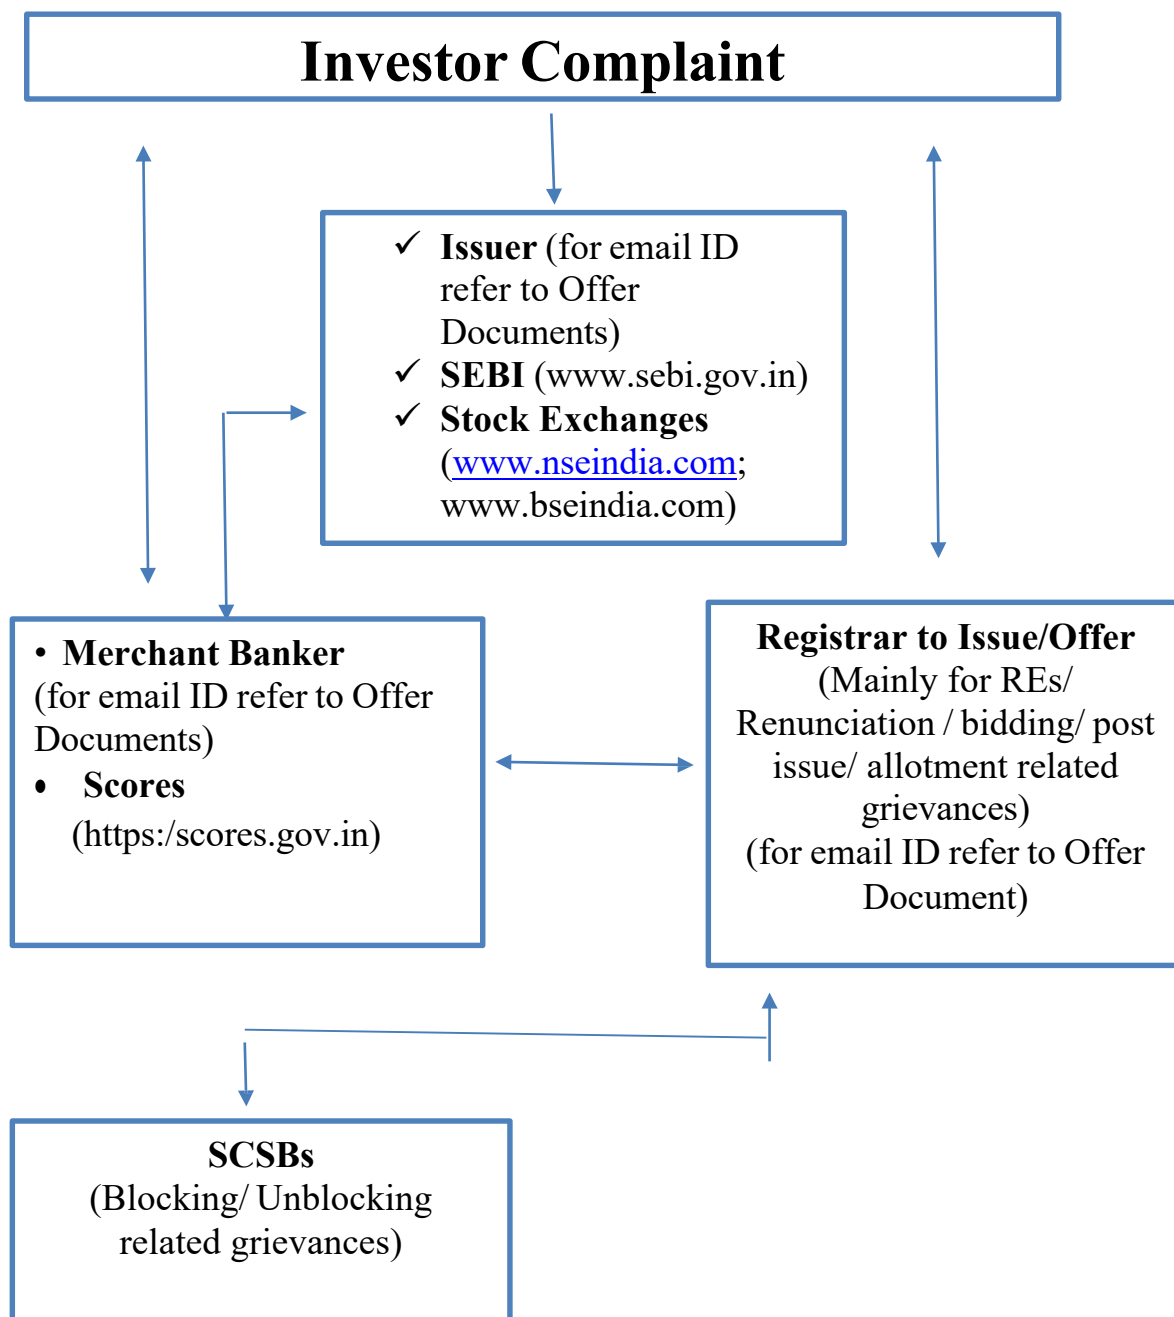 Investor Complaint
✓ Issuer (for email ID
refer to Offer
Documents)
✓ SEBI (www.sebi.gov.in)
✓ Stock Exchanges
(www.nseindia.com;
www.bseindia.com)
• Merchant Banker
(for email ID refer to Offer
Documents)
• Scores
(https:/scores.gov.in)
Registrar to Issue/Offer
(Mainly for REs/
Renunciation / bidding/ post
issue/ allotment related
grievances)
(for email ID refer to Offer
Document)
SCSBs
(Blocking/ Unblocking
related grievances)